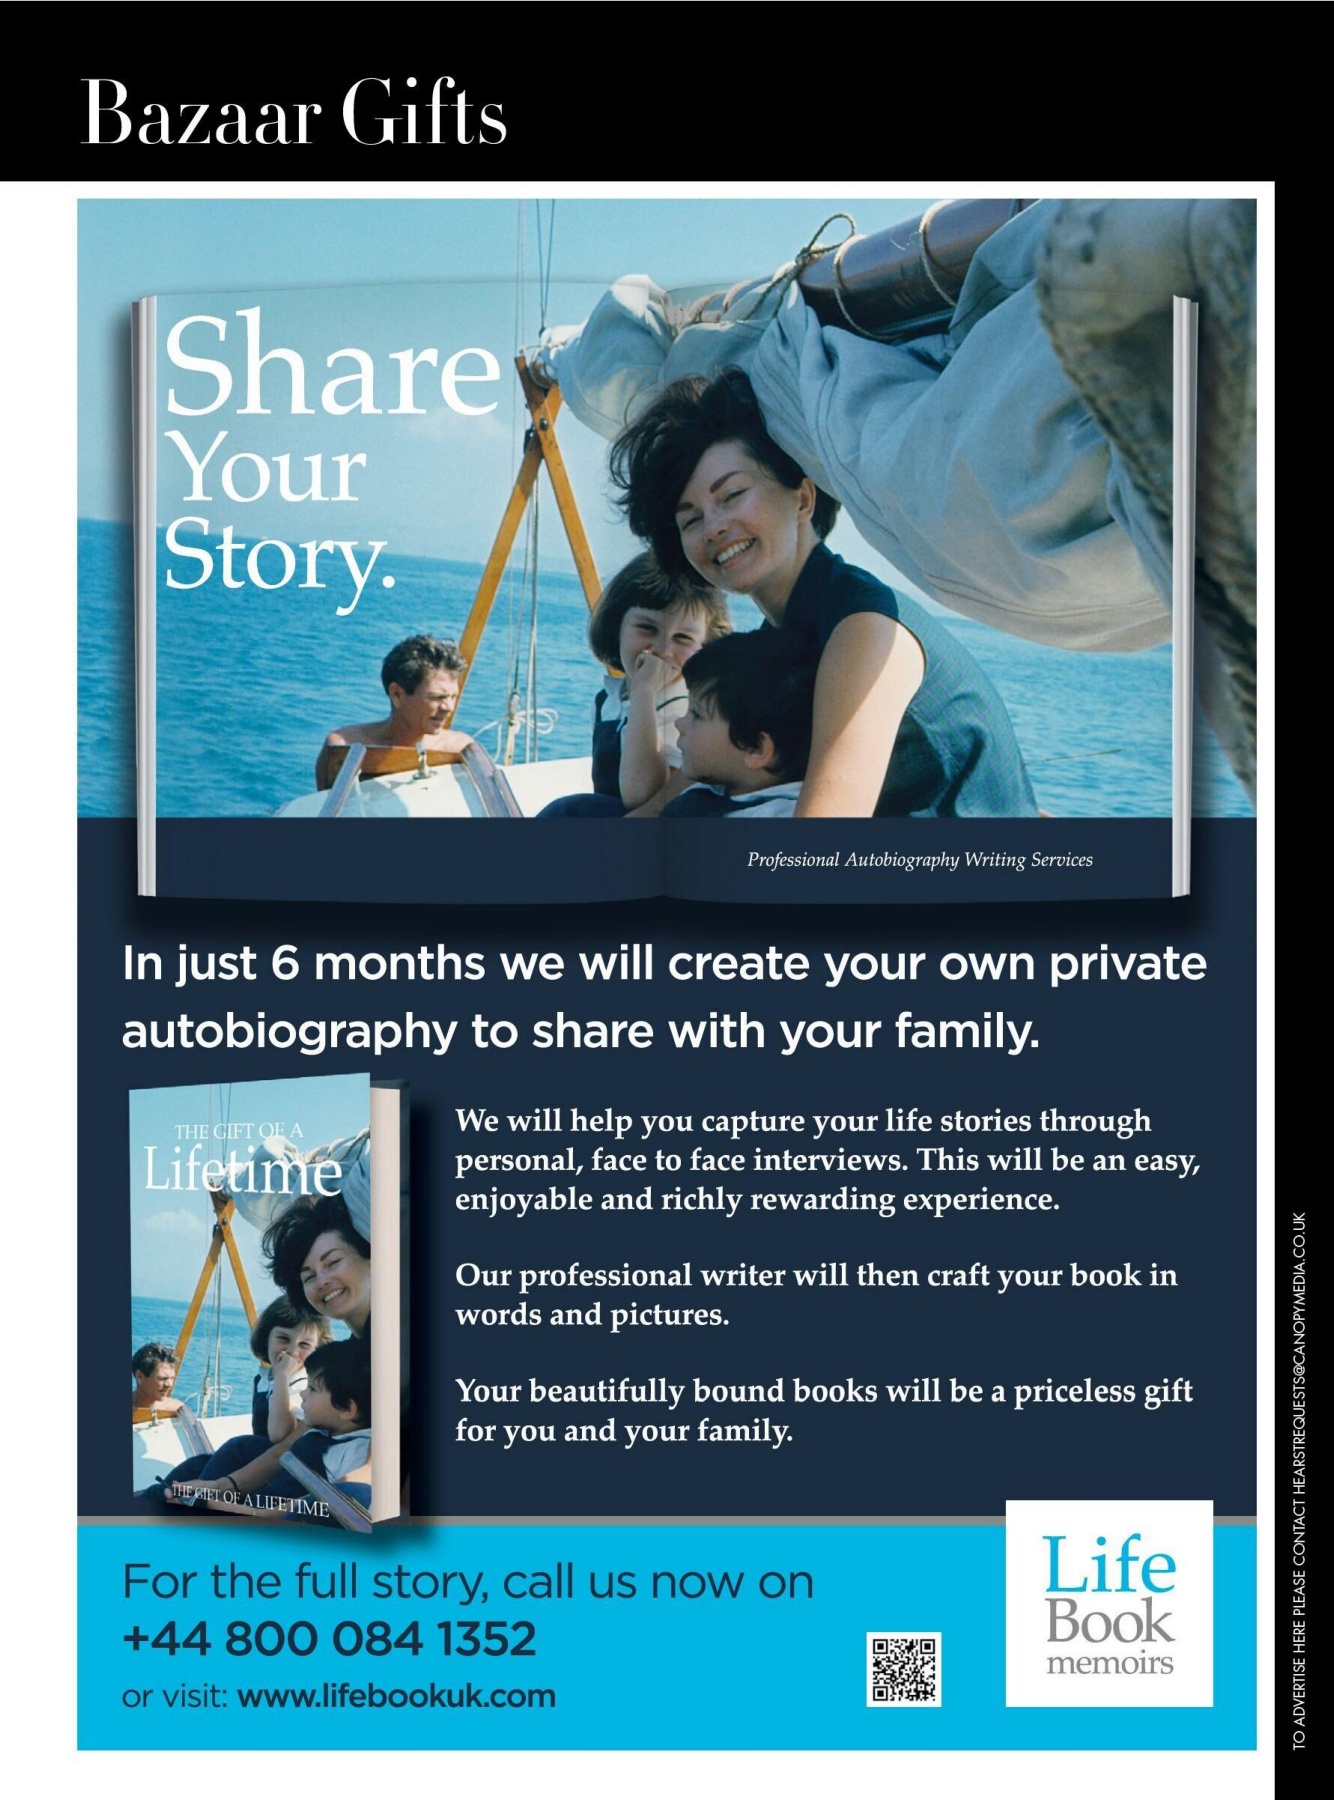 Bazaar Gifts
Share
Your
Story.
Professional Autobiography Writing Services
In just 6 months we will create your own private
autobiography to share with your family.
THE GIFT OF A
Lifetime
THE GIFT OF A LIFETIME
We will help you capture your life stories through
personal, face to face interviews. This will be an easy,
enjoyable and richly rewarding experience.
Our professional writer will then craft your book in
words and pictures.
Your beautifully bound books will be a priceless gift
for you and your family.
For the full story, call us now on
+44 800 084 1352
or visit: www.lifebookuk.com
Life
Book
memoirs
TO ADVERTISE HERE PLEASE CONTACT HEARSTREQUESTS@CANOPYMEDIA.CO.UK